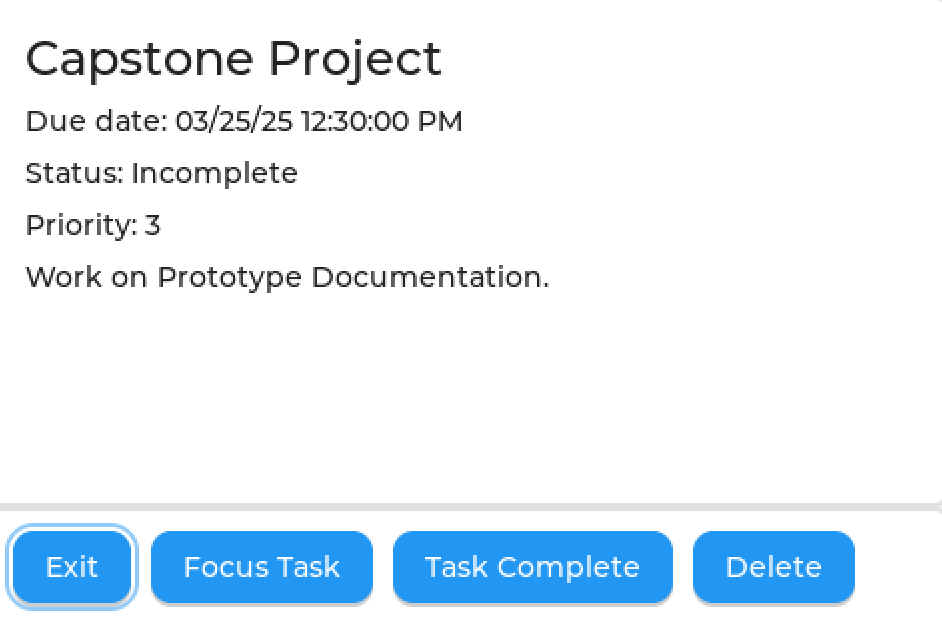 Capstone Project
Due date: 03/25/25 12:30:00 PM
Status: Incomplete
Priority: 3
Work on Prototype Documentation.
Exit
Focus Task
Task Complete
Delete